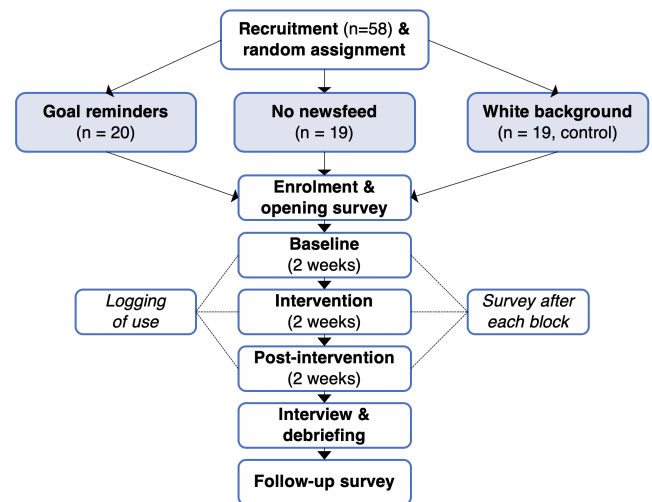 Recruitment (n=58) &
random assignment
Goal reminders
(n = 20)
No newsfeed
(n = 19)
White background
(n = 19, control)
Enrolment &
opening survey
Baseline
(2 weeks)
Logging
of use
Intervention
(2 weeks)
Survey after
each block
Post-intervention
(2 weeks)
Interview &
debriefing
Follow-up survey